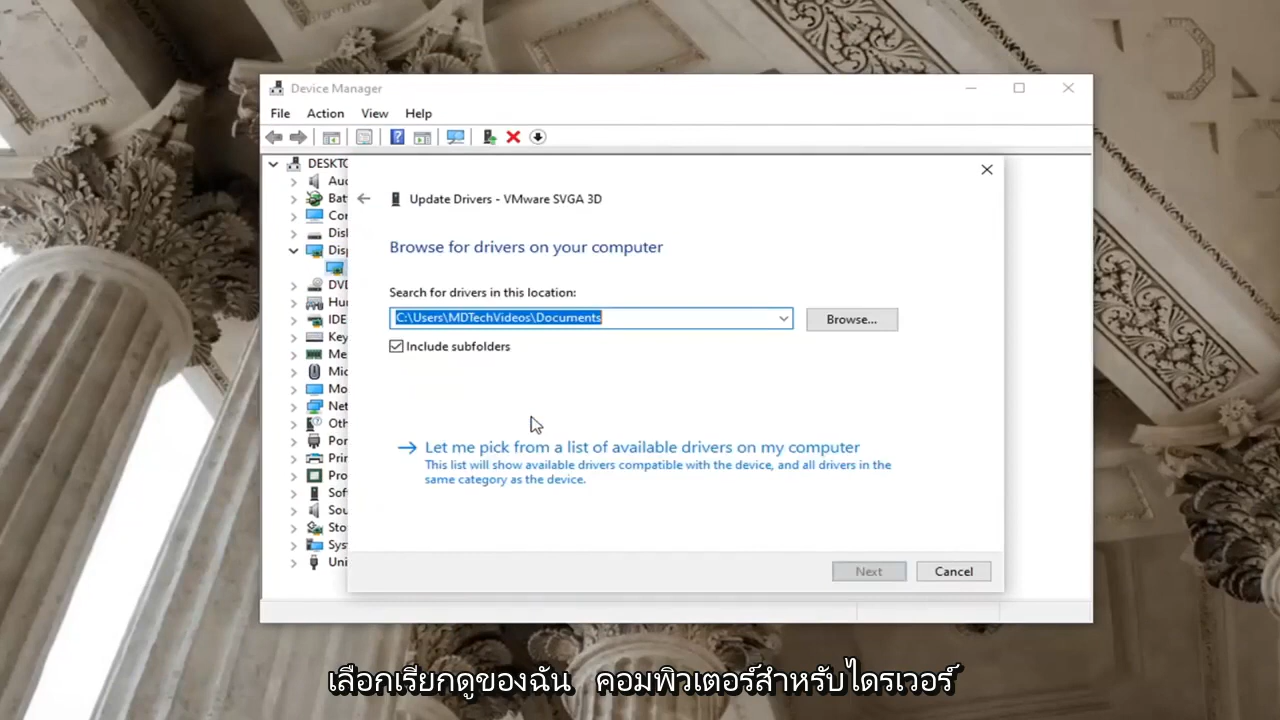 Device Manager
File Action View Help
DESKTO
Auc
Bat
Cor
Disl
Disp
DVD
Hur
IDE
Key
Me
Mic
Mo
Net
Oth
Por
Prin
Pro
Sof
Sou
Sto
Sys
Uni
Update Drivers - VMware SVGA 3D
Browse for drivers on your computer
Search for drivers in this location:
C:\Users\MDTechVideos\Documents
Browse...
Include subfolders
Let me pick from a list of available drivers on my computer
This list will show available drivers compatible with the device, and all drivers in the
same category as the device.
Next Cancel
เลือกเรียกดูของฉัน คอมพิวเตอร์สำหรับไดรเวอร์